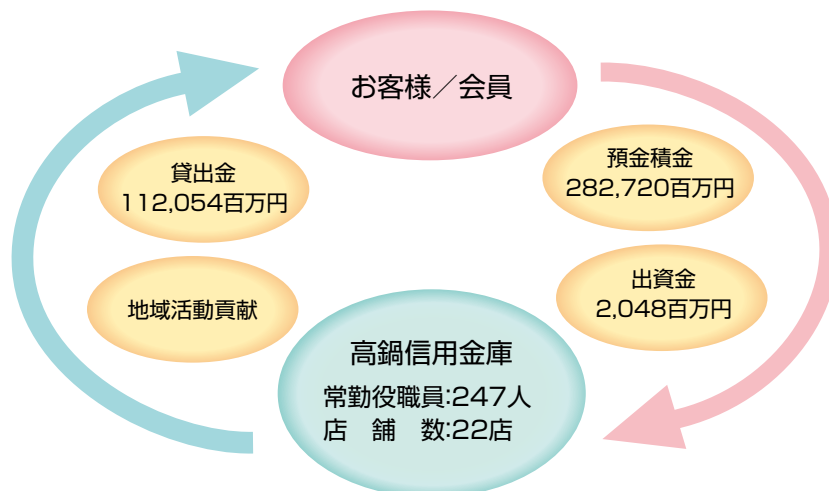 お客様／会員
貸出金
112,054百万円
預金積金
282,720百万円
地域活動貢献
出資金
2,048百万円
高鍋信用金庫
常勤役職員:247人
店　舗　数:22店